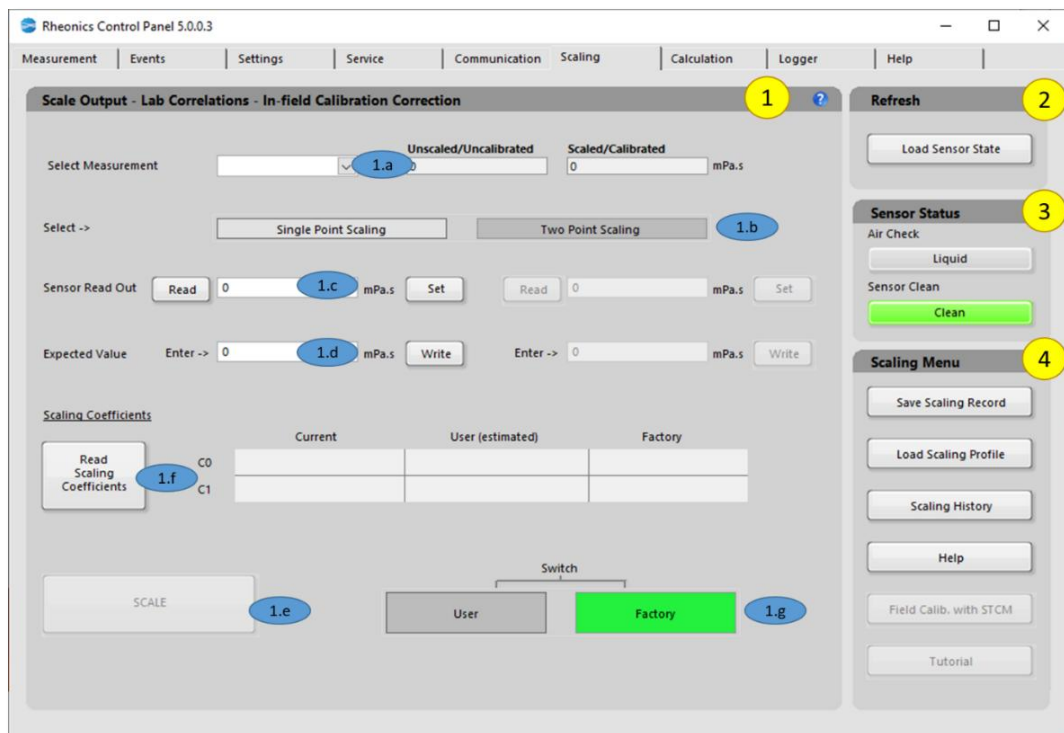 Rheonics Control Panel 5.0.0.3
Measurement Events Settings Service Communication Scaling Calculation Logger Help
Scale Output - Lab Correlations - In-field Calibration Correction 1 ?
Unscaled/Uncalibrated Scaled/Calibrated
Select Measurement 1.a 0 0 mPa.s
Select -> Single Point Scaling Two Point Scaling 1.b
Sensor Read Out Read 0 1.c mPa.s Set Read 0 mPa.s Set
Expected Value Enter -> 0 1.d mPa.s Write Enter -> 0 mPa.s Write
Scaling Coefficients
Current User (estimated) Factory
Read
Scaling
Coefficients
1.f
C0
C1
Switch
SCALE 1.e User Factory 1.g
Refresh 2
Load Sensor State
Sensor Status 3
Air Check
Liquid
Sensor Clean
Clean
Scaling Menu 4
Save Scaling Record
Load Scaling Profile
Scaling History
Help
Field Calib. with STCM
Tutorial